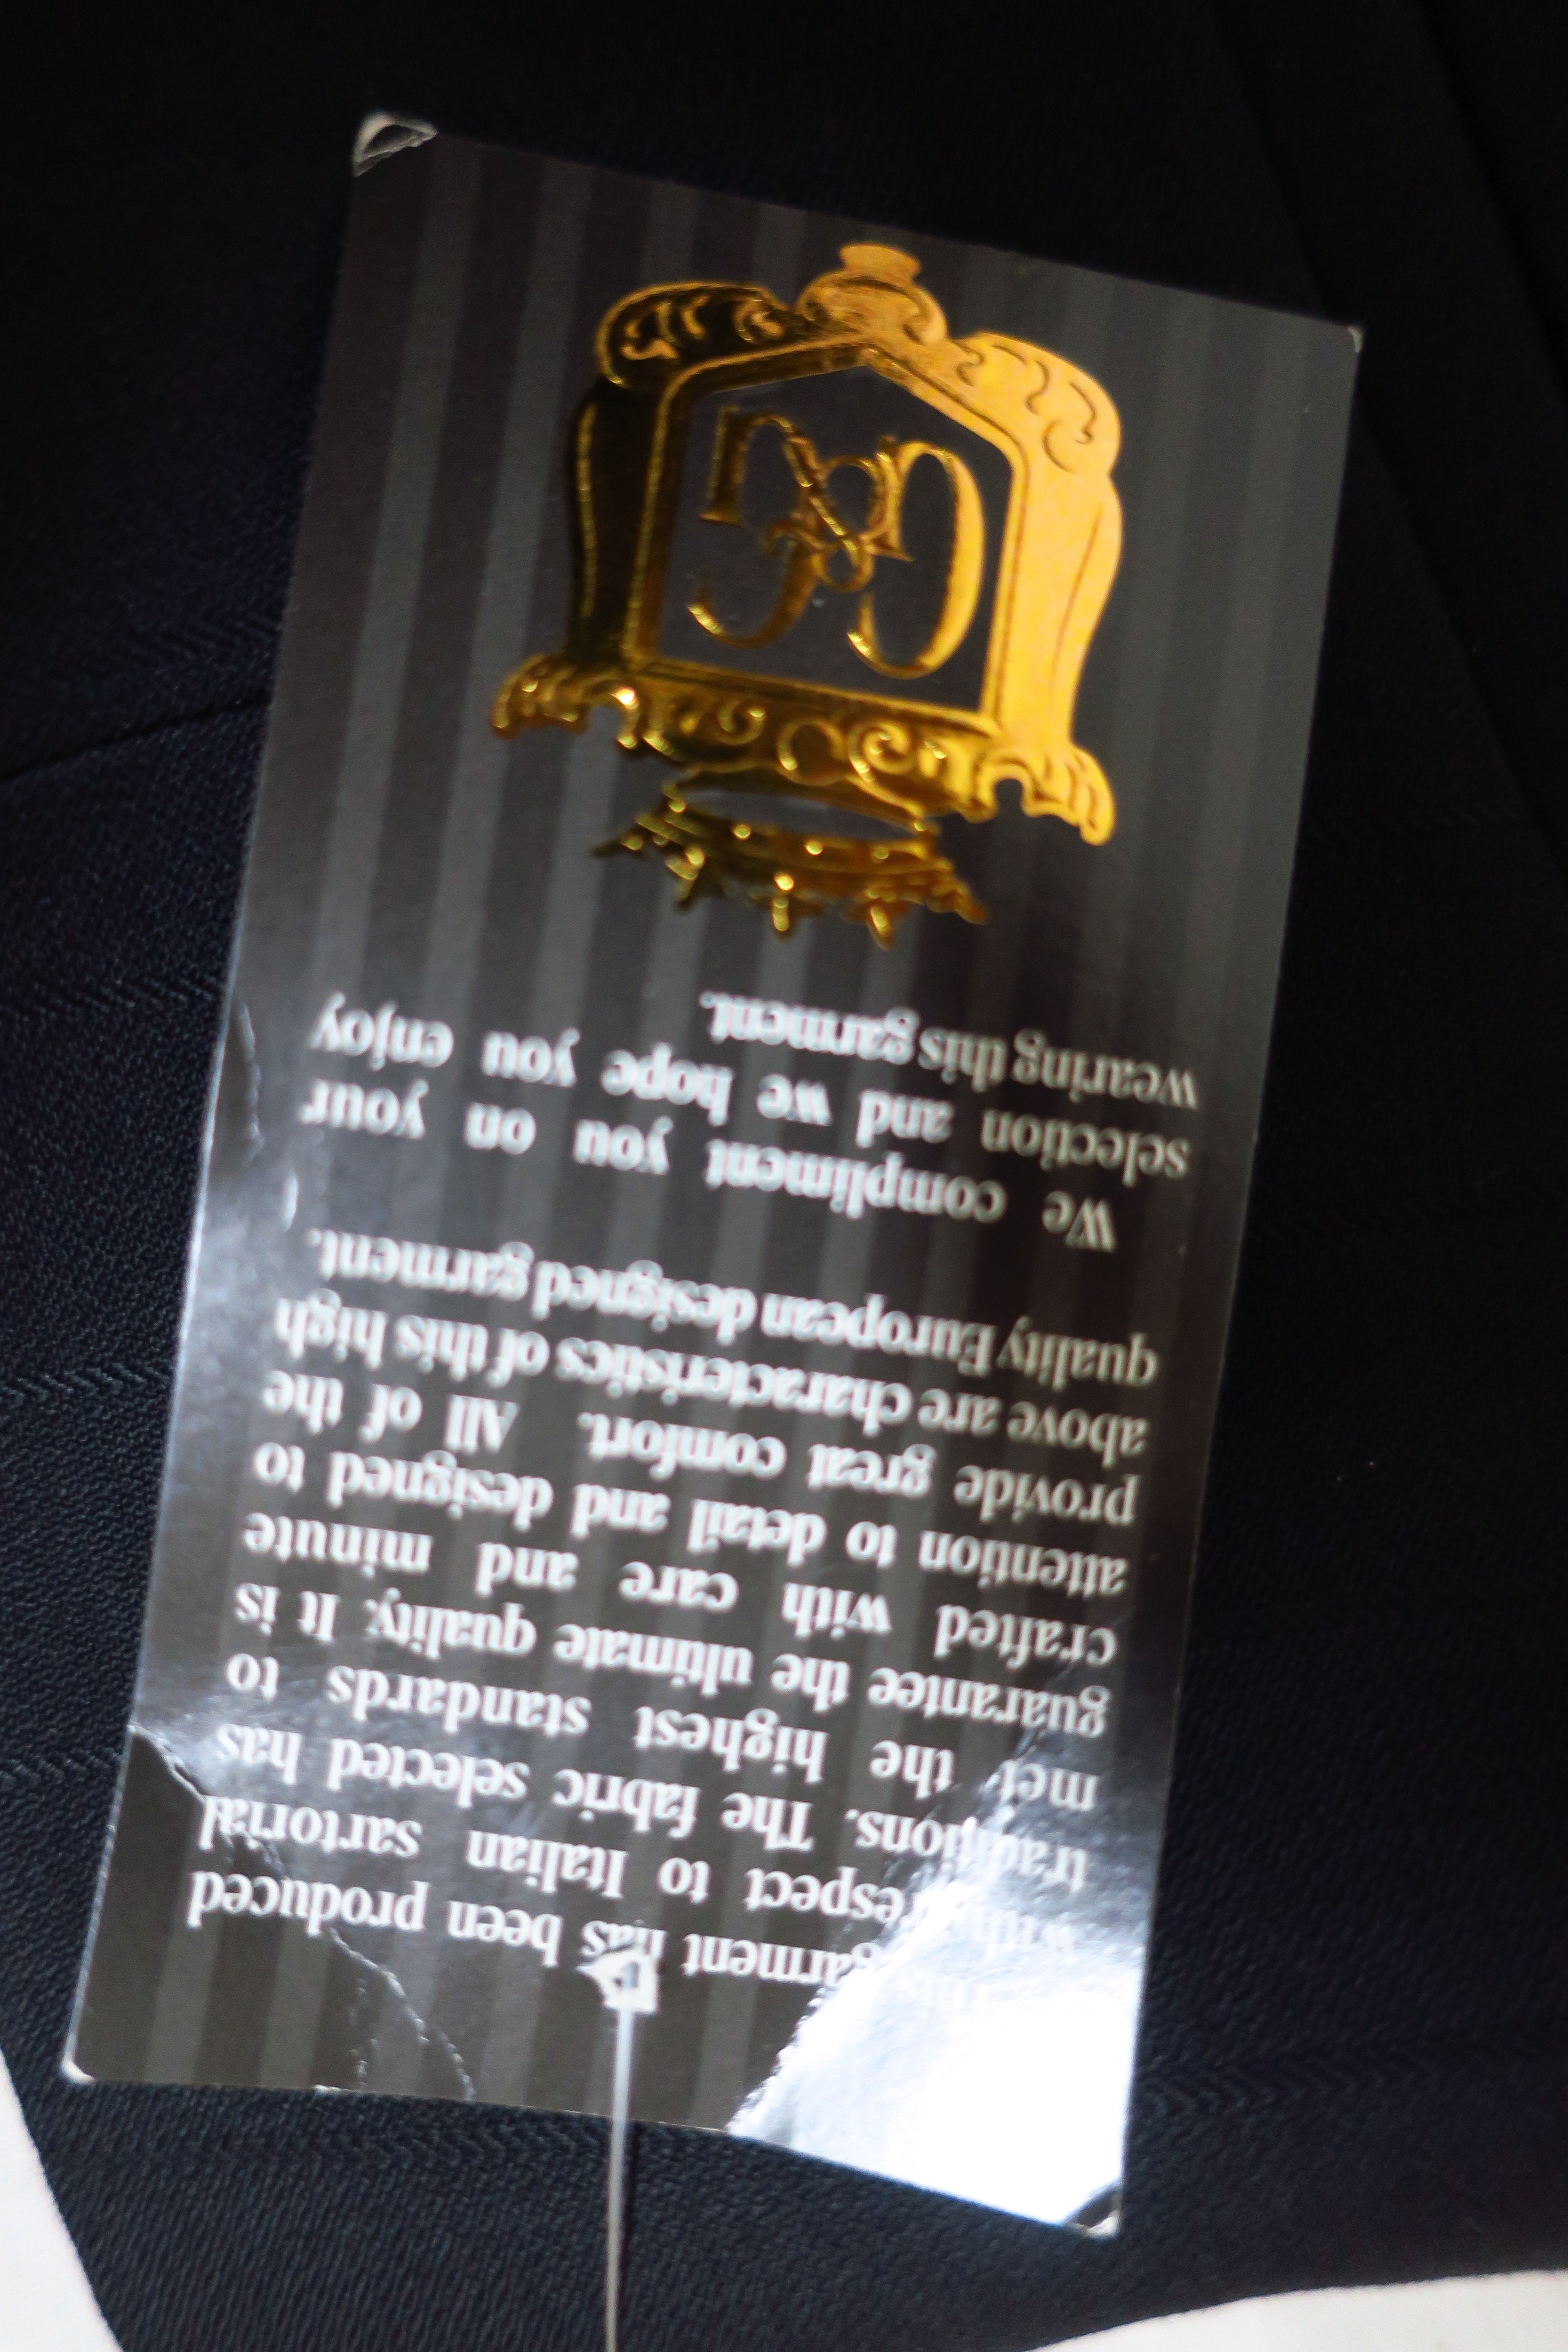 garment has been produced
with respect to Italian sartorial
traditions. The fabric selected has
met the highest standards to
guarantee the ultimate quality. It is
crafted with care and minute
attention to detail and designed to
provide great comfort. All of the
above are characteristics of this high
quality European designed garment.
We compliment you on your
selection and we hope you enjoy
wearing this garment.